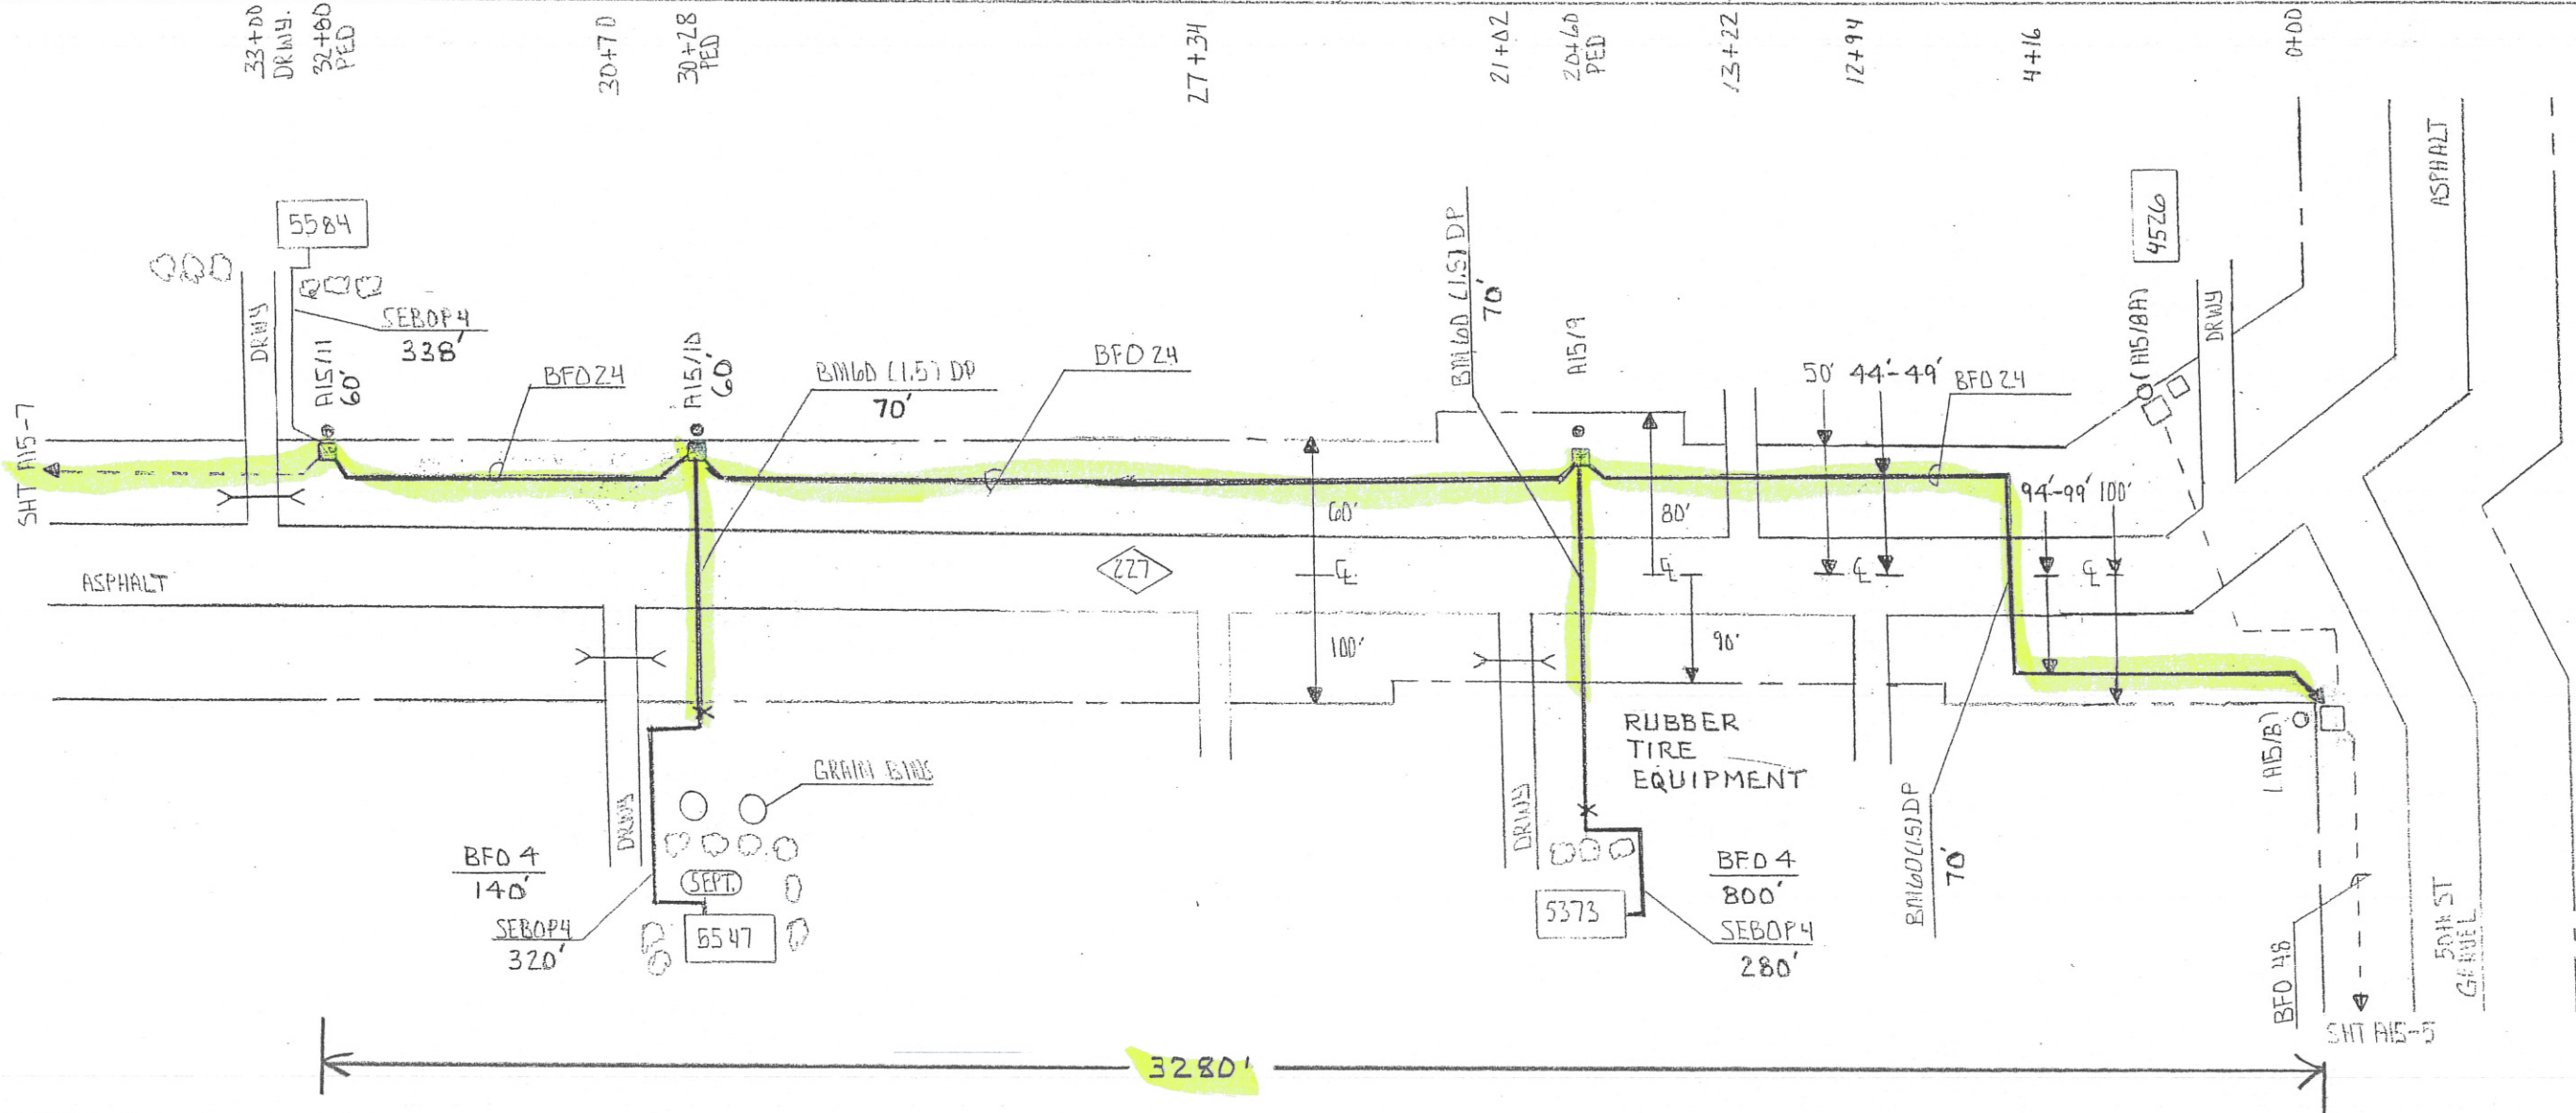 33+00
DRWY.
32+80
PED
30+70
30+28
PED
27+34
21+02
20+60
PED
13+22
12+94
4+16
0+00
5584
DRWY
SEBOP4
338'
A15/11
60'
BFO24
A15/10
60'
BM60 (1.5) DP
70'
BFO 24
BM60 (1.5) DP
70'
A15/9
50'
44'-49'
BFO 24
4526
(A15/8A)
DRWY
ASPHALT
SHT A15-7
60'
80'
94'-99'
100'
ASPHALT
227
℄
℄
℄
℄
100'
90'
RUBBER
TIRE
EQUIPMENT
(A15/8)
GRAIN BINS
DRWY
DRWY
BM60(1.5)DP
70'
BFO 4
140'
SEPT.
SEBOP4
320'
5547
5373
BFO 4
800'
SEBOP4
280'
BFO 48
50TH ST
GRAVEL
SHT A15-5
3280'